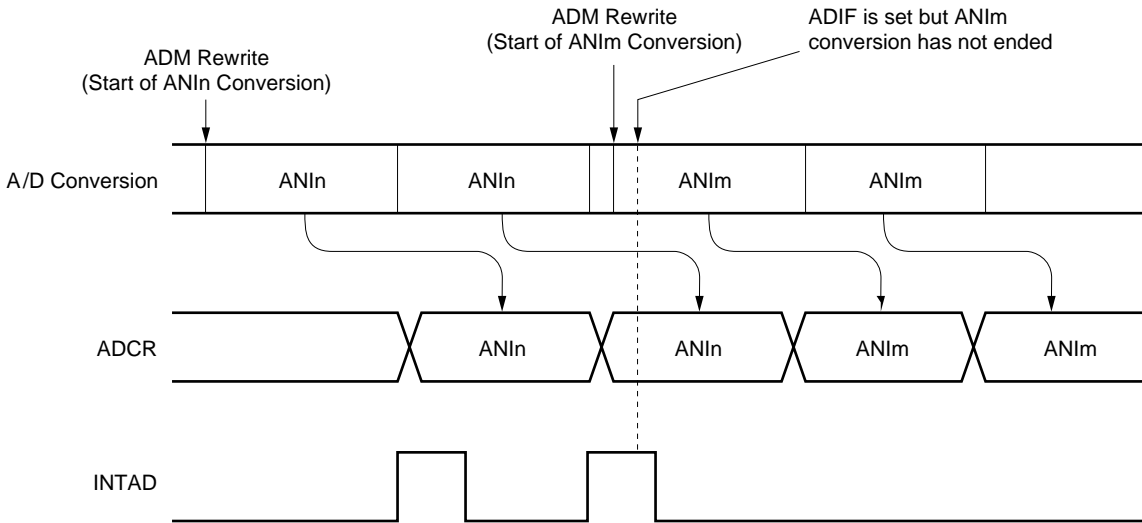 ADM Rewrite
(Start of ANIn Conversion)
ADM Rewrite
(Start of ANIm Conversion)
ADIF is set but ANIm
conversion has not ended
A/D Conversion
ANIn
ANIn
ANIm
ANIm
ADCR
ANIn
ANIn
ANIm
ANIm
INTAD